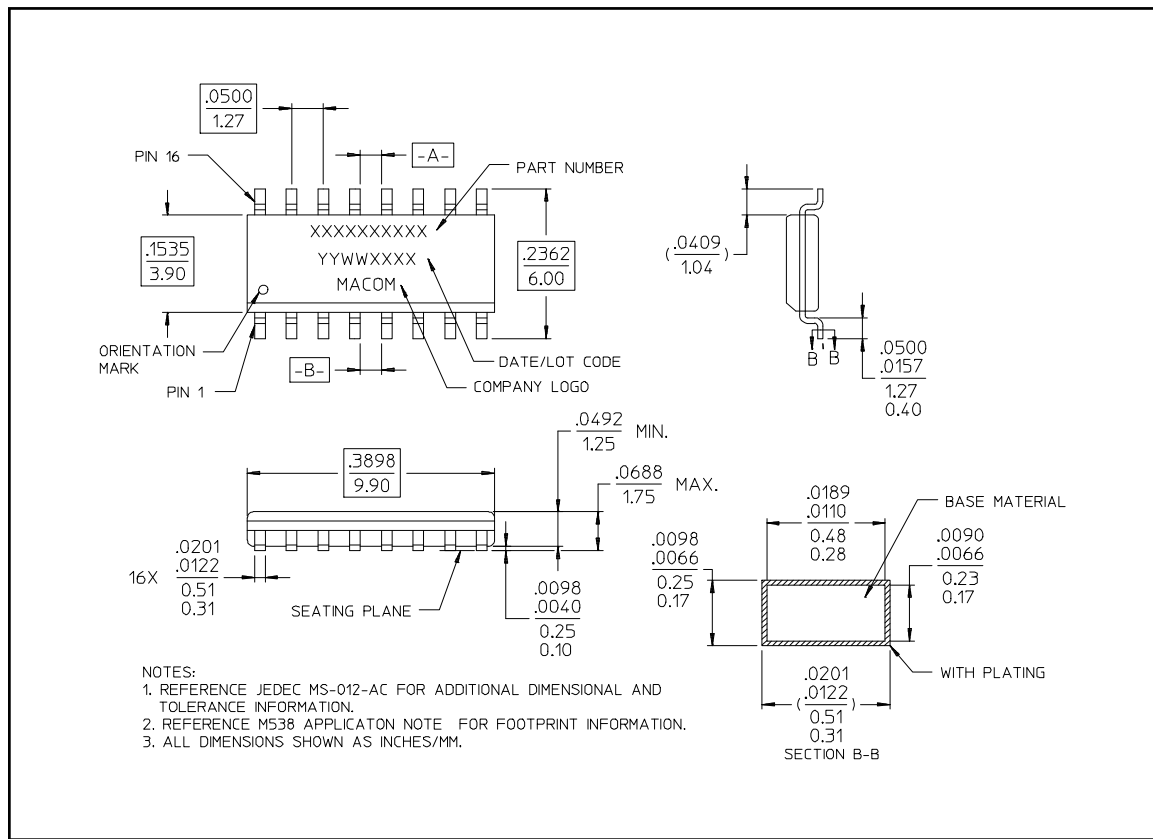 .0500
1.27
PIN 16
-A-
PART NUMBER
XXXXXXXXXX
YYWWXXXX
MACOM
.1535
3.90
.2362
6.00
ORIENTATION
MARK
PIN 1
-B-
DATE/LOT CODE
COMPANY LOGO
(.0409)
1.04
B B
.0500
.0157
1.27
0.40
.3898
9.90
.0492 MIN.
1.25
.0688 MAX.
1.75
16X .0201
.0122
0.51
0.31
SEATING PLANE
.0098
.0040
0.25
0.10
.0189
.0110
0.48
0.28
BASE MATERIAL
.0098
.0066
0.25
0.17
.0090
.0066
0.23
0.17
WITH PLATING
.0201
(.0122)
0.51
0.31
SECTION B-B
NOTES:
1. REFERENCE JEDEC MS-012-AC FOR ADDITIONAL DIMENSIONAL AND
TOLERANCE INFORMATION.
2. REFERENCE M538 APPLICATON NOTE FOR FOOTPRINT INFORMATION.
3. ALL DIMENSIONS SHOWN AS INCHES/MM.